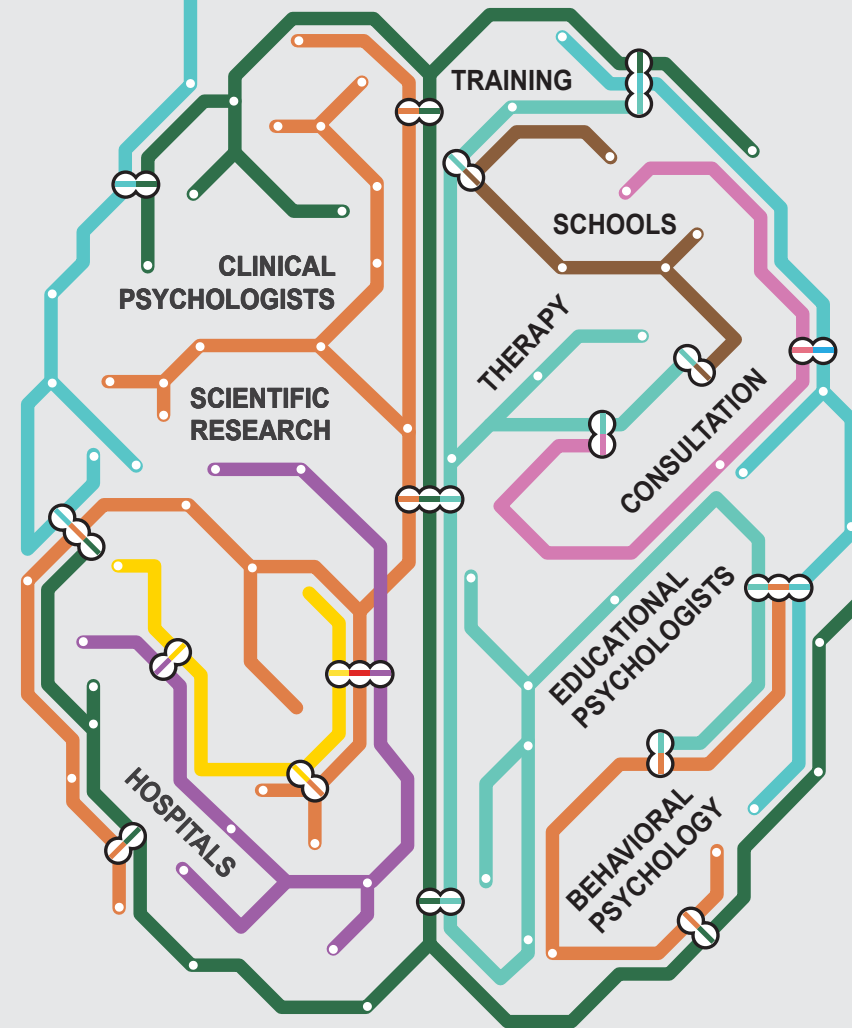 TRAINING
SCHOOLS
CLINICAL
PSYCHOLOGISTS
THERAPY
SCIENTIFIC
RESEARCH
CONSULTATION
EDUCATIONAL
PSYCHOLOGISTS
HOSPITALS
BEHAVIORAL
PSYCHOLOGY